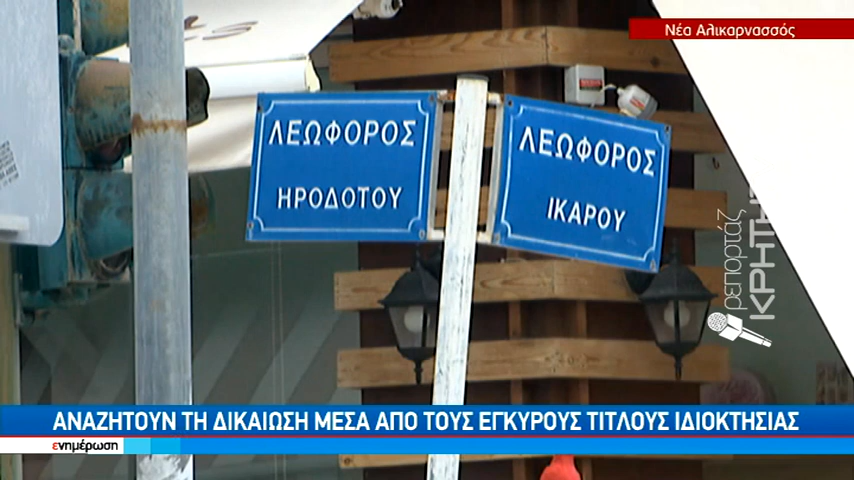 Νέα Αλικαρνασσός
ΛΕΩΦΟΡΟΣ
ΗΡΟΔΟΤΟΥ
ΛΕΩΦΟΡΟΣ
ΙΚΑΡΟΥ
ρεπορτάζ
ΚΡΗΤΗ
ΑΝΑΖΗΤΟΥΝ ΤΗ ΔΙΚΑΙΩΣΗ ΜΕΣΑ ΑΠΟ ΤΟΥΣ ΕΓΚΥΡΟΥΣ ΤΙΤΛΟΥΣ ΙΔΙΟΚΤΗΣΙΑΣ
ενημέρωση